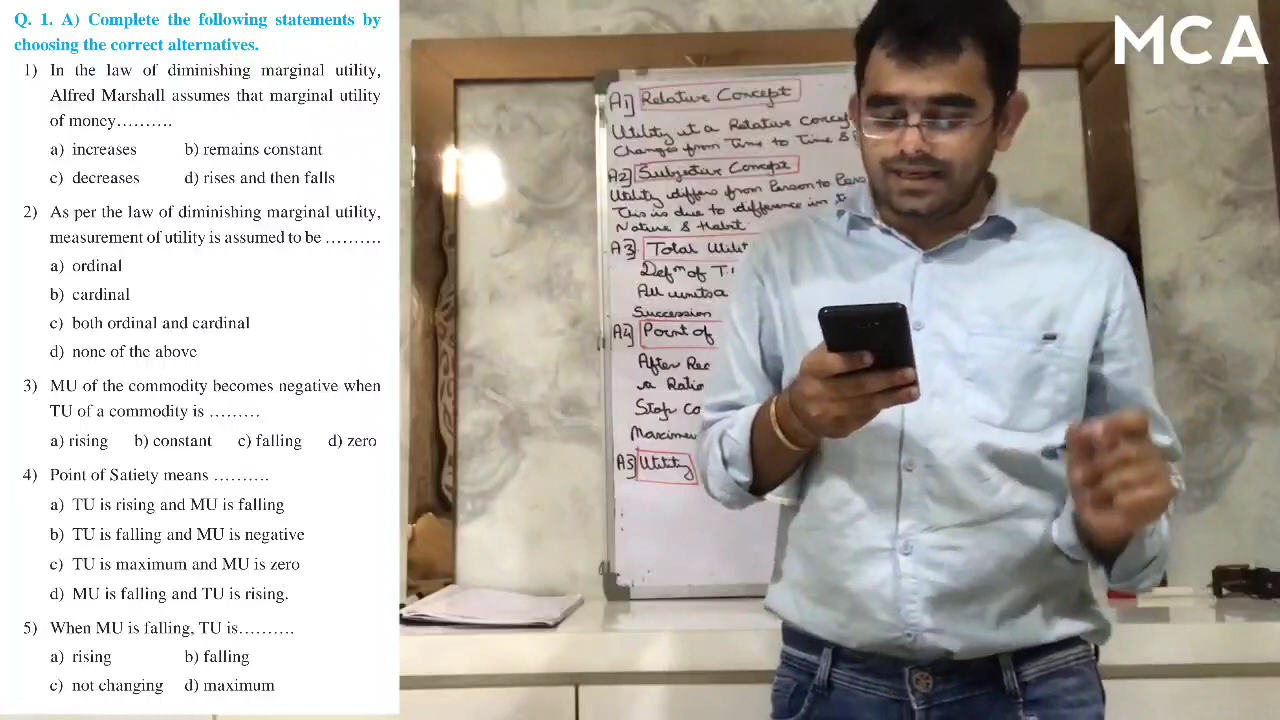 Q. 1. A) Complete the following statements by
choosing the correct alternatives.
1) In the law of diminishing marginal utility,
Alfred Marshall assumes that marginal utility
of money..........
a) increases b) remains constant
c) decreases d) rises and then falls
2) As per the law of diminishing marginal utility,
measurement of utility is assumed to be ..........
a) ordinal
b) cardinal
c) both ordinal and cardinal
d) none of the above
3) MU of the commodity becomes negative when
TU of a commodity is .........
a) rising b) constant c) falling d) zero
4) Point of Satiety means ..........
a) TU is rising and MU is falling
b) TU is falling and MU is negative
c) TU is maximum and MU is zero
d) MU is falling and TU is rising.
5) When MU is falling, TU is..........
a) rising b) falling
c) not changing d) maximum
MCA
A1] Relative Concept
Utility is a Relative
Changes from Time to Time &
A2] Subjective Concept
Utility differs from Person to
This is due to difference in
Nature & Habit
A3] Total
Defn of T
All units
Succession
A4] Point of
After
a
Stop
A5] Utility